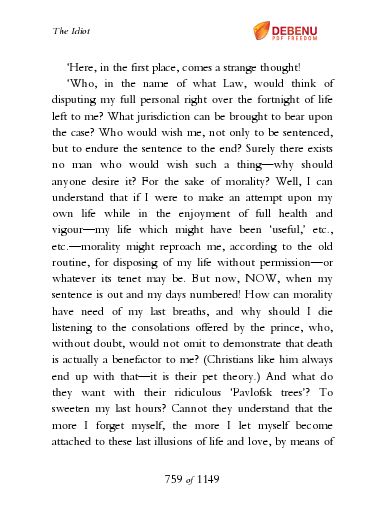 The Idiot
DEBENU
PDF FREEDOM
'Here, in the first place, comes a strange thought!
'Who, in the name of what Law, would think of
disputing my full personal right over the fortnight of life
left to me? What jurisdiction can be brought to bear upon
the case? Who would wish me, not only to be sentenced,
but to endure the sentence to the end? Surely there exists
no man who would wish such a thing—why should
anyone desire it? For the sake of morality? Well, I can
understand that if I were to make an attempt upon my
own life while in the enjoyment of full health and
vigour—my life which might have been 'useful,' etc.,
etc.—morality might reproach me, according to the old
routine, for disposing of my life without permission—or
whatever its tenet may be. But now, NOW, when my
sentence is out and my days numbered! How can morality
have need of my last breaths, and why should I die
listening to the consolations offered by the prince, who,
without doubt, would not omit to demonstrate that death
is actually a benefactor to me? (Christians like him always
end up with that—it is their pet theory.) And what do
they want with their ridiculous 'Pavlofsk trees'? To
sweeten my last hours? Cannot they understand that the
more I forget myself, the more I let myself become
attached to these last illusions of life and love, by means of
759 of 1149